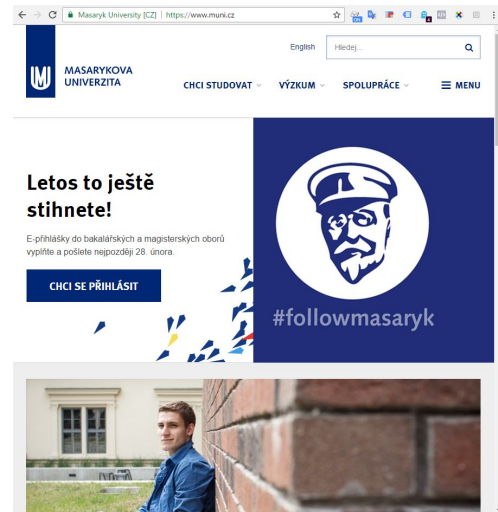 Masaryk University [CZ] | https://www.muni.cz
English
Hledej...
MASARYKOVA
UNIVERZITA
CHCI STUDOVAT
VÝZKUM
SPOLUPRÁCE
MENU
Letos to ještě
stihnete!
E-přihlášky do bakalářských a magisterských oborů
vyplňte a pošlete nejpozději 28. února.
CHCI SE PŘIHLÁSIT
#followmasaryk